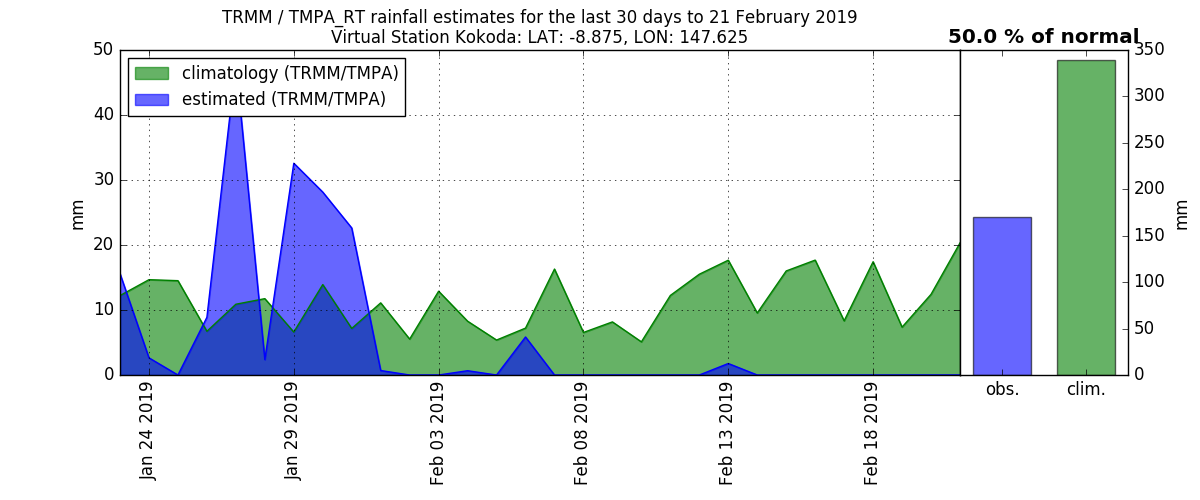 TRMM / TMPA_RT rainfall estimates for the last 30 days to 21 February 2019
Virtual Station Kokoda: LAT: -8.875, LON: 147.625
50.0 % of normal
climatology (TRMM/TMPA)
estimated (TRMM/TMPA)
mm
50
40
30
20
10
0
Jan 24 2019
Jan 29 2019
Feb 03 2019
Feb 08 2019
Feb 13 2019
Feb 18 2019
obs.
clim.
350
300
250
200
150
100
50
0
mm